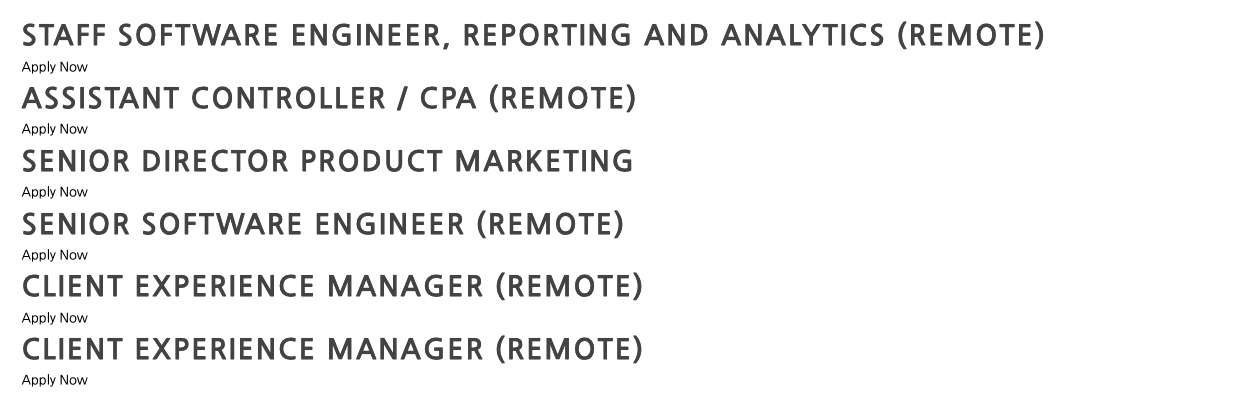 STAFF SOFTWARE ENGINEER, REPORTING AND ANALYTICS (REMOTE)
Apply Now
ASSISTANT CONTROLLER / CPA (REMOTE)
Apply Now
SENIOR DIRECTOR PRODUCT MARKETING
Apply Now
SENIOR SOFTWARE ENGINEER (REMOTE)
Apply Now
CLIENT EXPERIENCE MANAGER (REMOTE)
Apply Now
CLIENT EXPERIENCE MANAGER (REMOTE)
Apply Now